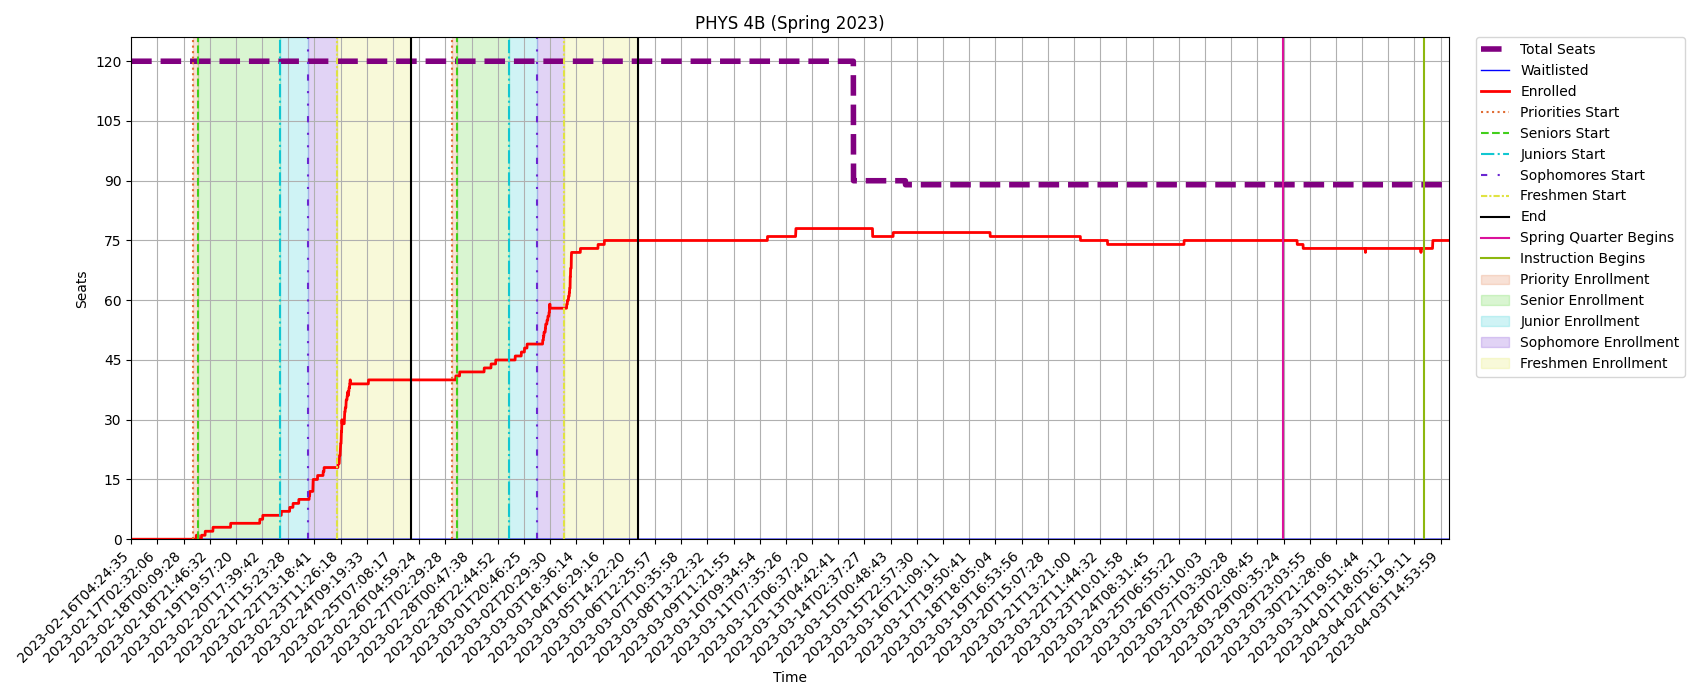 PHYS 4B (Spring 2023)
Seats
120
105
90
75
60
45
30
15
0
2023-02-16T04:24:35
2023-02-17T02:32:06
2023-02-18T00:09:28
2023-02-18T21:46:32
2023-02-19T19:57:20
2023-02-20T17:39:42
2023-02-21T15:23:28
2023-02-22T13:18:41
2023-02-23T11:26:18
2023-02-24T09:19:33
2023-02-25T07:08:17
2023-02-26T04:59:24
2023-02-27T02:29:28
2023-02-28T00:47:38
2023-02-28T22:44:52
2023-03-01T20:46:25
2023-03-02T20:29:30
2023-03-03T18:36:14
2023-03-04T16:29:16
2023-03-05T14:22:20
2023-03-06T12:25:57
2023-03-07T10:35:58
2023-03-08T13:22:32
2023-03-09T11:21:55
2023-03-10T09:34:54
2023-03-11T07:35:26
2023-03-12T06:37:20
2023-03-13T04:42:41
2023-03-14T02:37:27
2023-03-15T00:48:43
2023-03-15T22:57:30
2023-03-16T21:09:11
2023-03-17T19:50:41
2023-03-18T18:05:04
2023-03-19T16:53:56
2023-03-20T15:07:28
2023-03-21T13:21:00
2023-03-22T11:44:32
2023-03-23T10:01:58
2023-03-24T08:31:45
2023-03-25T06:55:22
2023-03-26T05:10:03
2023-03-27T03:30:28
2023-03-28T02:08:45
2023-03-29T00:35:24
2023-03-29T23:03:55
2023-03-30T21:28:06
2023-03-31T19:51:44
2023-04-01T18:05:12
2023-04-02T16:19:11
2023-04-03T14:53:59
Time
Total Seats
Waitlisted
Enrolled
Priorities Start
Seniors Start
Juniors Start
Sophomores Start
Freshmen Start
End
Spring Quarter Begins
Instruction Begins
Priority Enrollment
Senior Enrollment
Junior Enrollment
Sophomore Enrollment
Freshmen Enrollment